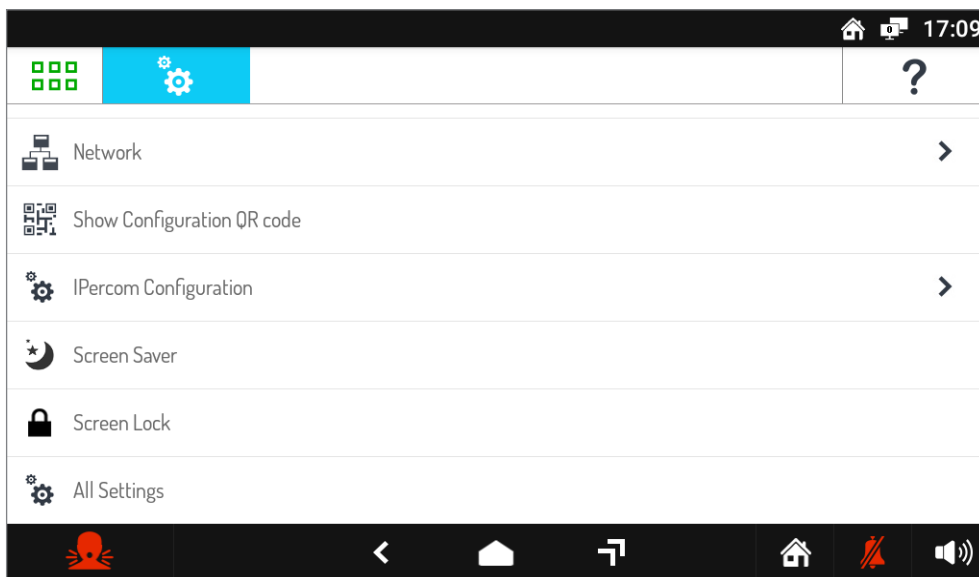 17:09
?
Network
Show Configuration QR code
IPercom Configuration
Screen Saver
Screen Lock
All Settings